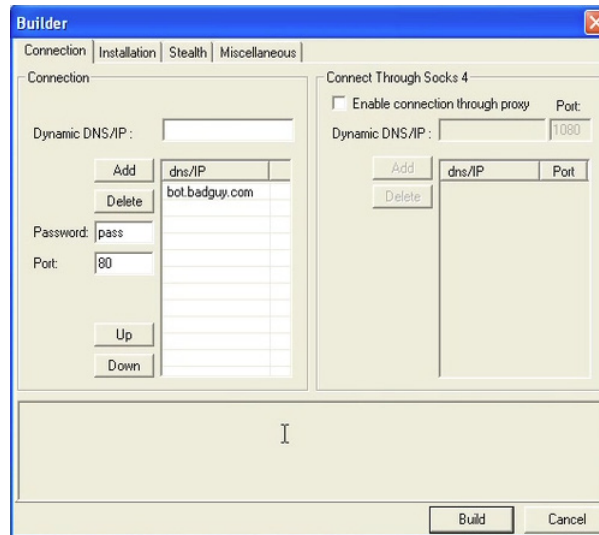 Builder
Connection Installation Stealth Miscellaneous
Connection
Dynamic DNS/IP :
Add
Delete
dns/IP
bot.badguy.com
Password: pass
Port: 80
Up
Down
Connect Through Socks 4
Enable connection through proxy
Port:
Dynamic DNS/IP :
1080
Add
Delete
dns/IP Port
Build Cancel